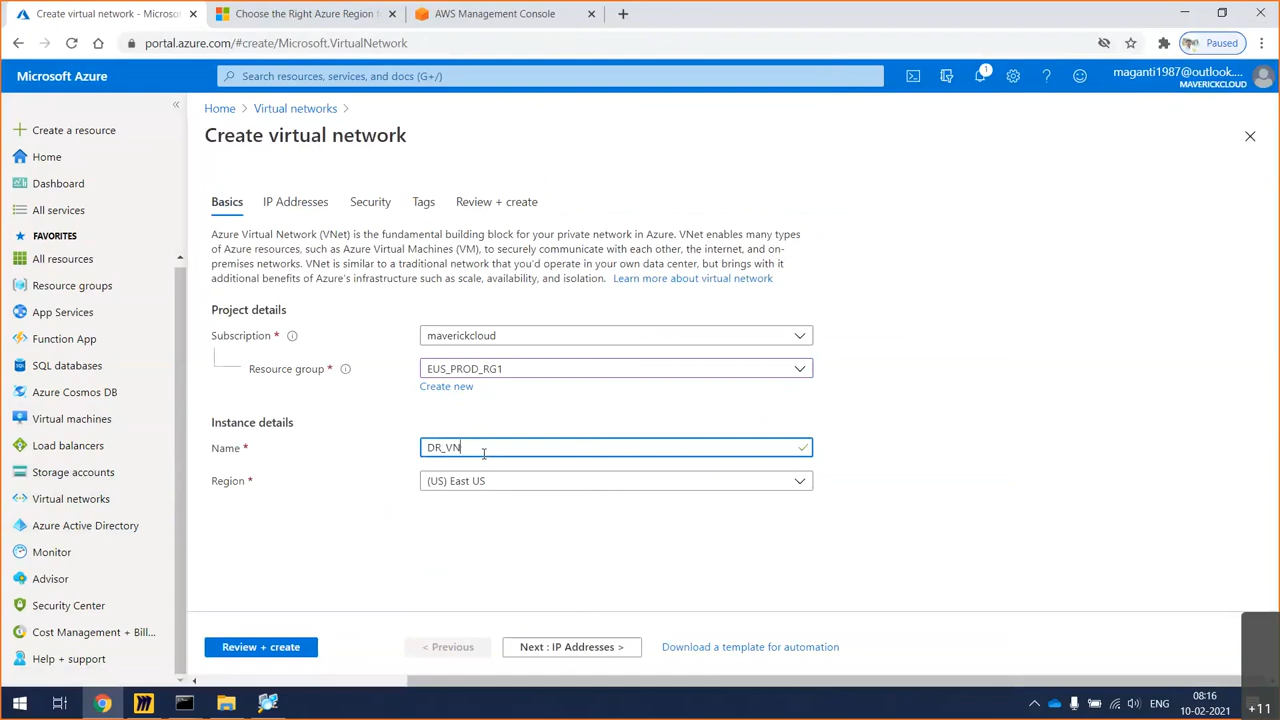 Create virtual network - Microso
Choose the Right Azure Region f
AWS Management Console
portal.azure.com/#create/Microsoft.VirtualNetwork
Paused
Microsoft Azure
Search resources, services, and docs (G+/)
1
maganti1987@outlook....
MAVERICKCLOUD
Create a resource
Home
Dashboard
All services
FAVORITES
All resources
Resource groups
App Services
Function App
SQL databases
Azure Cosmos DB
Virtual machines
Load balancers
Storage accounts
Virtual networks
Azure Active Directory
Monitor
Advisor
Security Center
Cost Management + Bill...
Help + support
Home > Virtual networks >
Create virtual network
Basics IP Addresses Security Tags Review + create
Azure Virtual Network (VNet) is the fundamental building block for your private network in Azure. VNet enables many
types of Azure resources, such as Azure Virtual Machines (VM), to securely communicate with each other, the internet, and on-
premises networks. VNet is similar to a traditional network that you'd operate in your own data center, but brings with it
additional benefits of Azure's infrastructure such as scale, availability, and isolation. Learn more about virtual network
Project details
Subscription * maverickcloud
Resource group * EUS_PROD_RG1
Create new
Instance details
Name * DR_VN
Region * (US) East US
Review + create < Previous Next : IP Addresses > Download a template for automation
ENG
08:16
10-02-2021
+11